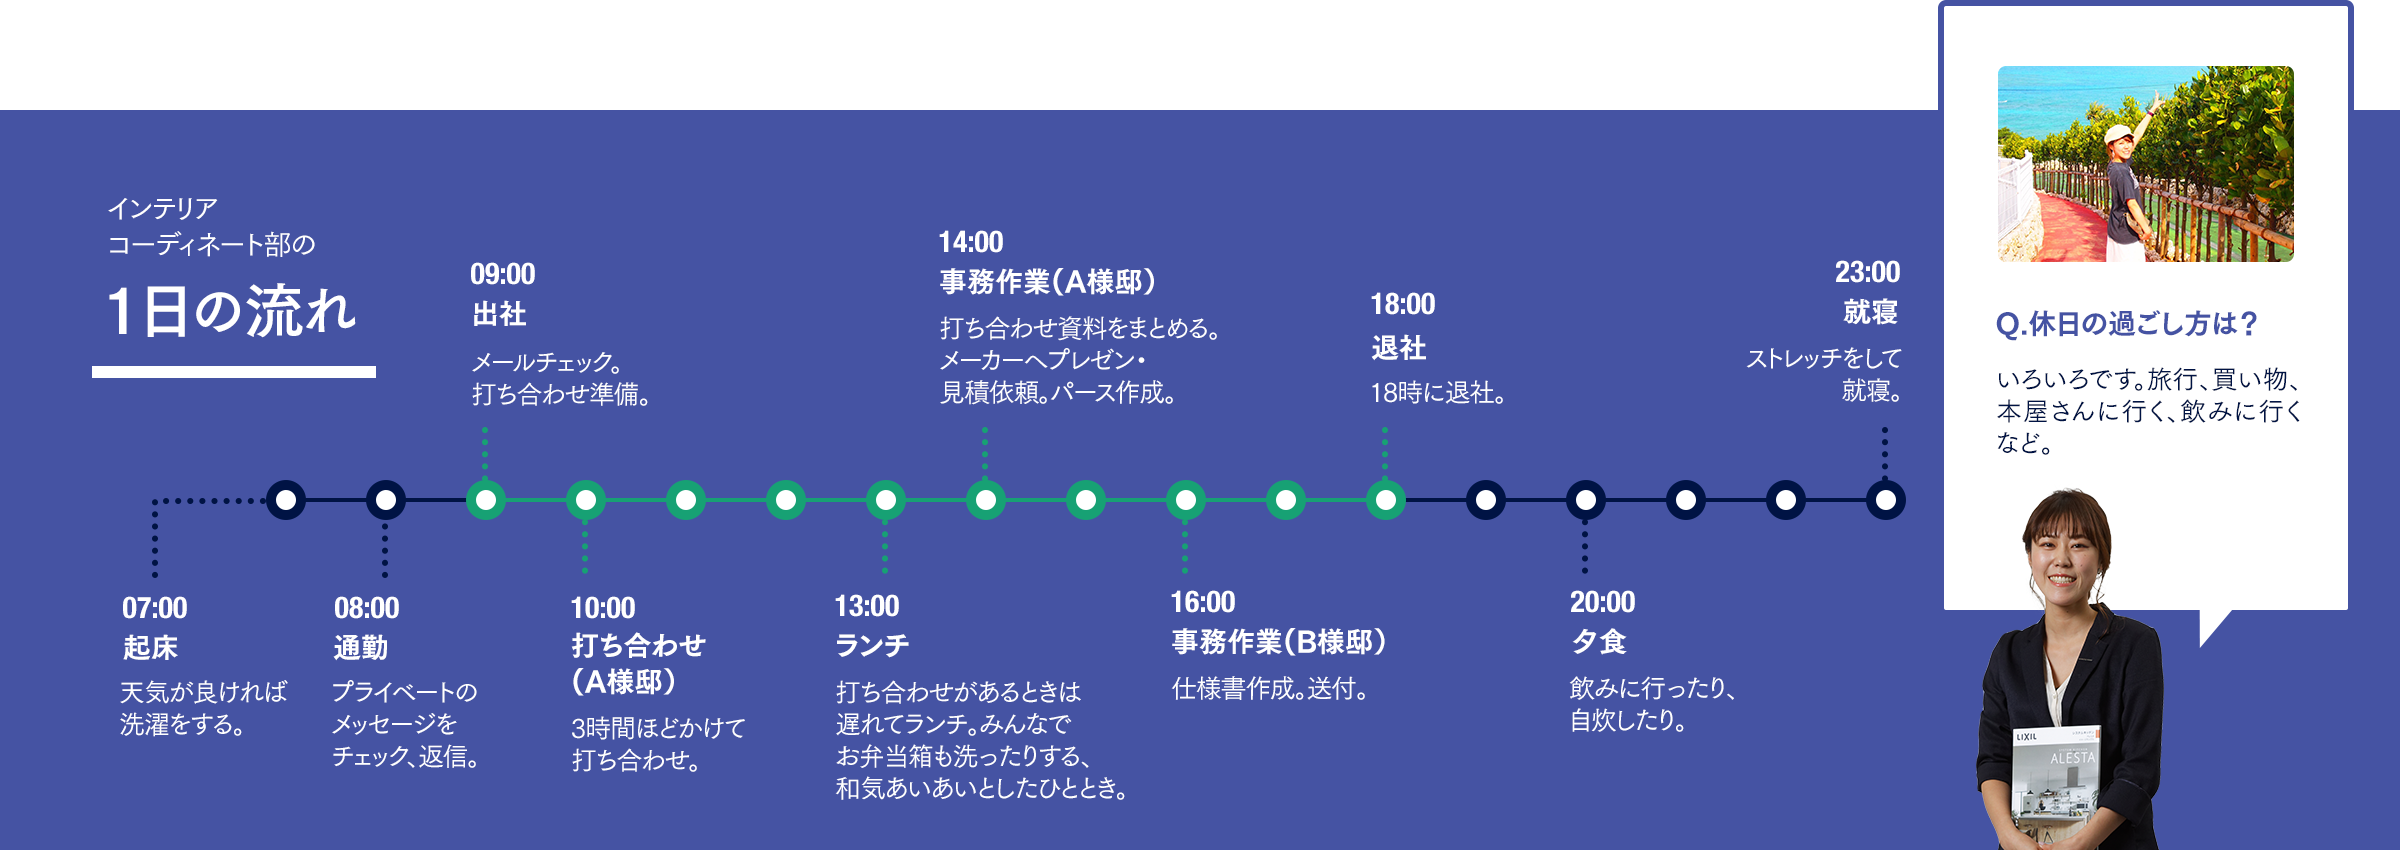 インテリア
コーディネート部の
1日の流れ
07:00
起床
天気が良ければ
洗濯をする。
08:00
通勤
プライベートの
メッセージを
チェック、返信。
09:00
出社
メールチェック。
打ち合わせ準備。
10:00
打ち合わせ
（A様邸）
3時間ほどかけて
打ち合わせ。
13:00
ランチ
打ち合わせがあるときは
遅れてランチ。みんなで
お弁当箱も洗ったりする、
和気あいあいとしたひととき。
14:00
事務作業（A様邸）
打ち合わせ資料をまとめる。
メーカーへプレゼン・
見積依頼。パース作成。
16:00
事務作業（B様邸）
仕様書作成。送付。
18:00
退社
18時に退社。
20:00
夕食
飲みに行ったり、
自炊したり。
23:00
就寝
ストレッチをして
就寝。
Q.休日の過ごし方は？
いろいろです。旅行、買い物、
本屋さんに行く、飲みに行く
など。
LIXIL
ALESTA